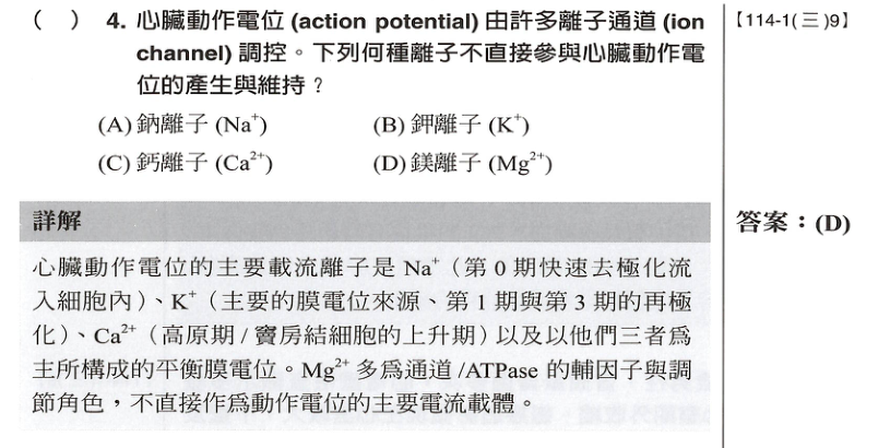 (　) 4. 心臟動作電位 (action potential) 由許多離子通道 (ion
channel) 調控。下列何種離子不直接參與心臟動作電
位的產生與維持？
【114-1(三)9】
(A) 鈉離子 (Na⁺)　(B) 鉀離子 (K⁺)
(C) 鈣離子 (Ca²⁺)　(D) 鎂離子 (Mg²⁺)
詳解
答案：(D)
心臟動作電位的主要載流離子是 Na⁺（第 0 期快速去極化流
入細胞內）、K⁺（主要的膜電位來源、第 1 期與第 3 期的再極
化）、Ca²⁺（高原期 / 竇房結細胞的上升期）以及以他們三者為
主所構成的平衡膜電位。Mg²⁺ 多為通道 /ATPase 的輔因子與調
節角色，不直接作為動作電位的主要電流載體。